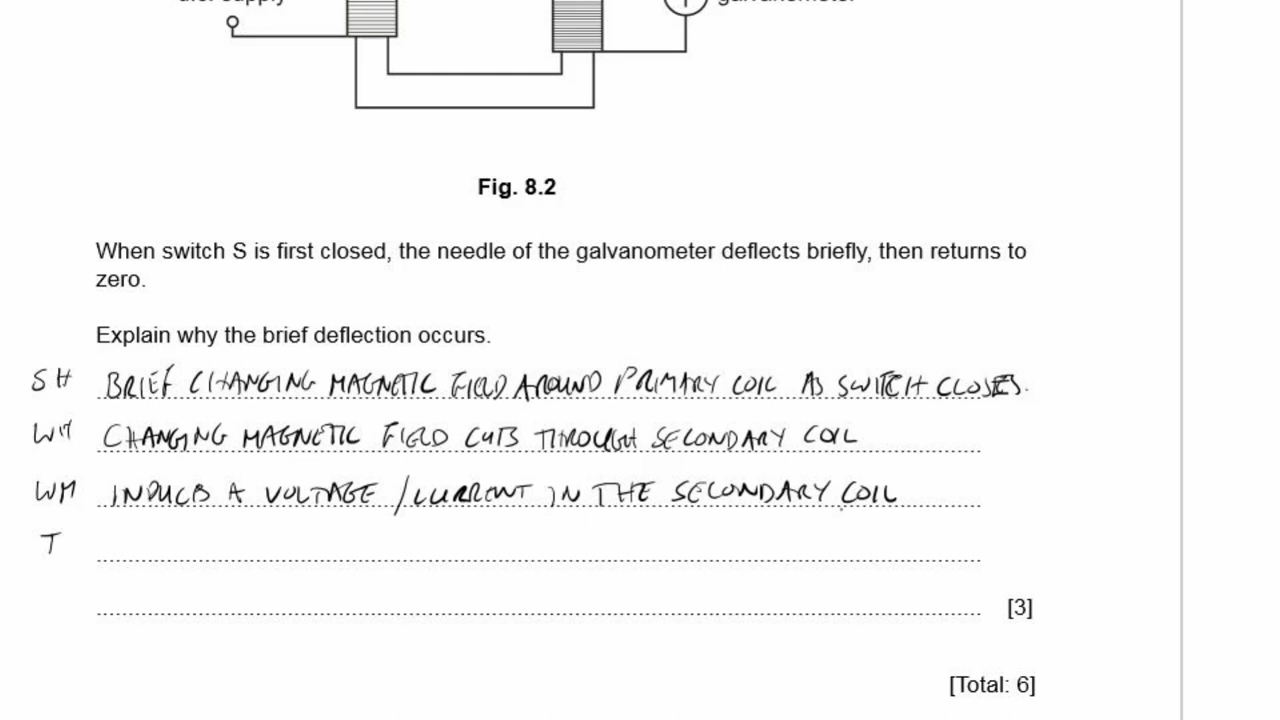 Fig. 8.2
When switch S is first closed, the needle of the galvanometer deflects briefly, then returns to
zero.
Explain why the brief deflection occurs.
SH BRIEF CHANGING MAGNETIC FIELD AROUND PRIMARY COIL AS SWITCH CLOSES.
WM CHANGING MAGNETIC FIELD CUTS THROUGH SECONDARY COIL
WM INDUCES A VOLTAGE / CURRENT IN THE SECONDARY COIL
T
[3]
[Total: 6]